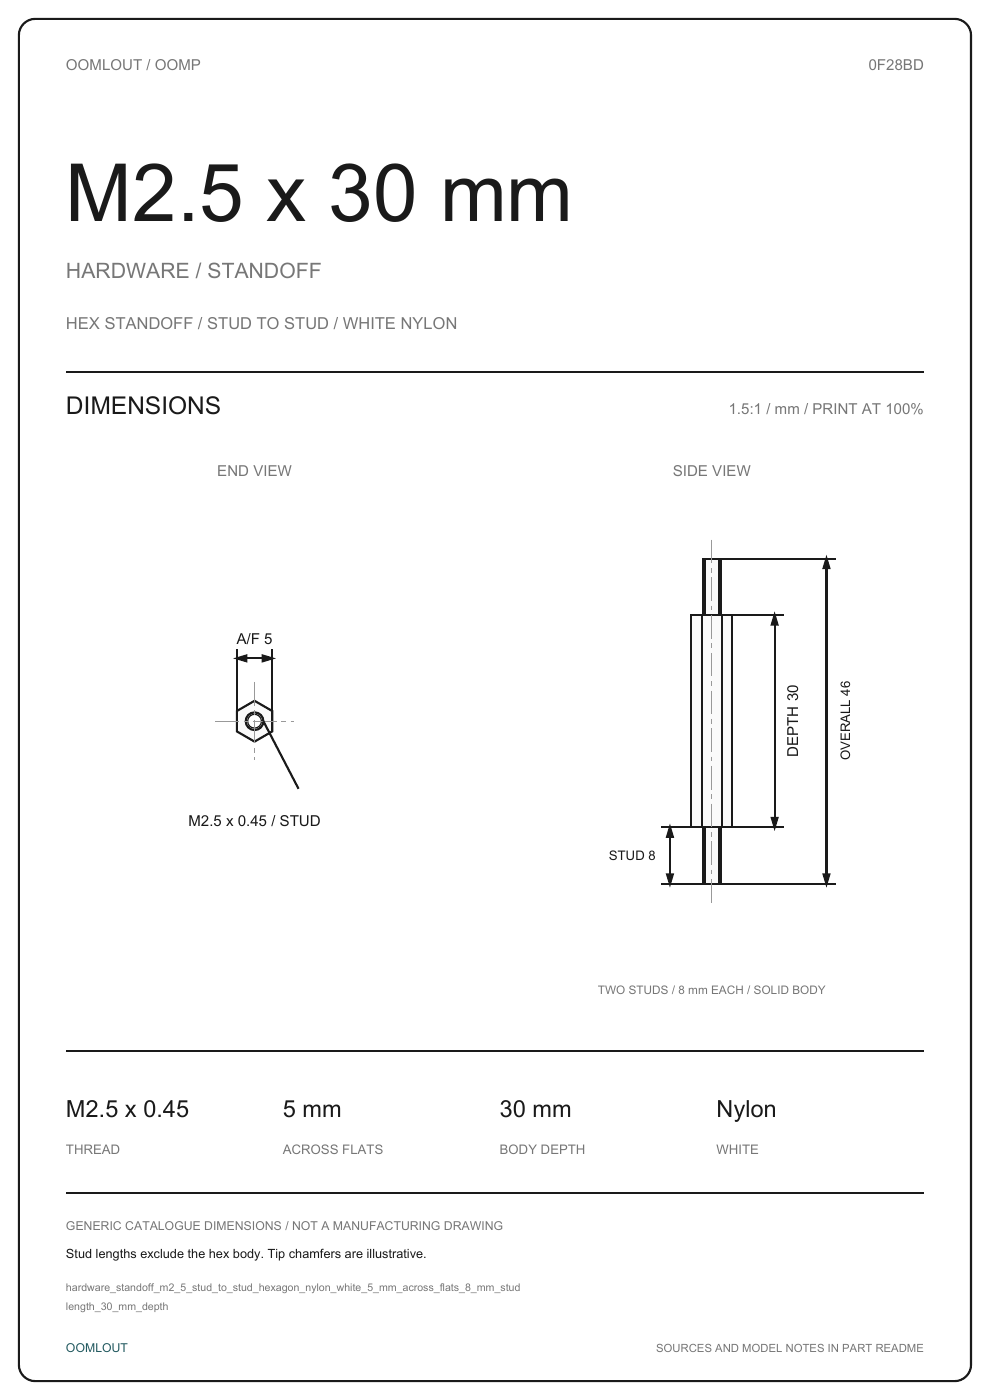 OOMLOUT / OOMP
0F28BD
M2.5 x 30 mm
HARDWARE / STANDOFF
HEX STANDOFF / STUD TO STUD / WHITE NYLON
DIMENSIONS
1.5:1 / mm / PRINT AT 100%
END VIEW
SIDE VIEW
A/F 5
M2.5 x 0.45 / STUD
DEPTH 30
OVERALL 46
STUD 8
TWO STUDS / 8 mm EACH / SOLID BODY
M2.5 x 0.45
THREAD
5 mm
ACROSS FLATS
30 mm
BODY DEPTH
Nylon
WHITE
GENERIC CATALOGUE DIMENSIONS / NOT A MANUFACTURING DRAWING
Stud lengths exclude the hex body. Tip chamfers are illustrative.
hardware_standoff_m2_5_stud_to_stud_hexagon_nylon_white_5_mm_across_flats_8_mm_stud
length_30_mm_depth
OOMLOUT
SOURCES AND MODEL NOTES IN PART README